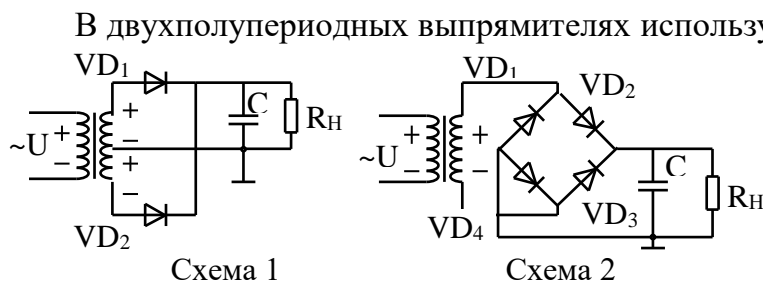 В двухполупериодных выпрямителях использу
VD1 VD1 VD2
C RН C RН
~U + − + − + − ~U + − + −
VD2 VD4 VD3
Схема 1 Схема 2